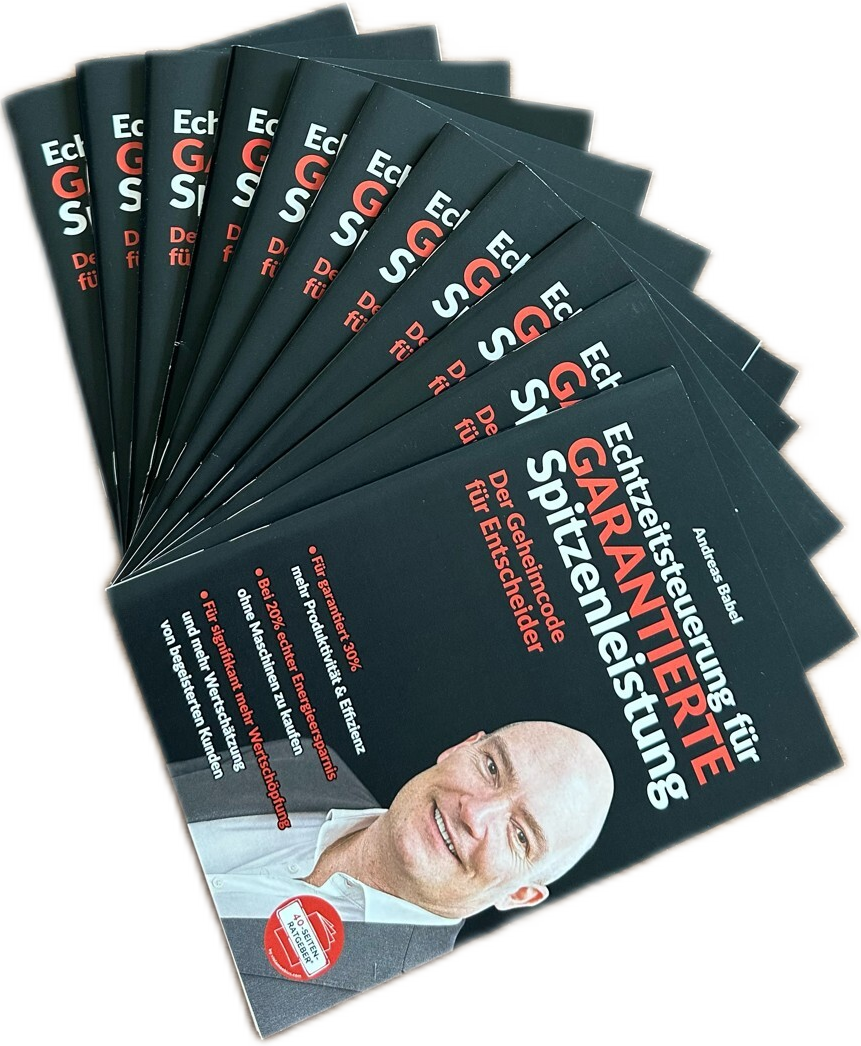 Andreas Babel
Echtzeitsteuerung für
GARANTIERTE
Spitzenleistung
Der Geheimcode
für Entscheider
• Für garantiert 30%
mehr Produktivität & Effizienz
• Bei 20% echter Energieersparnis
ohne Maschinen zu kaufen
• Für signifikant mehr Wertschöpfung
und mehr Wertschätzung
von begeisterten Kunden
40-SEITEN-
RATGEBER*